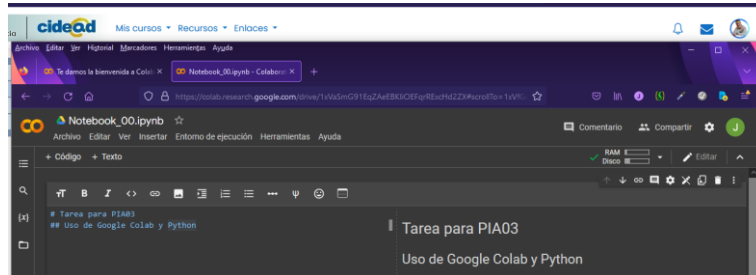 cidead Mis cursos Recursos Enlaces
Archivo Editar Ver Historial Marcadores Herramientas Ayuda
Te damos la bienvenida a Colab Notebook_00.ipynb - Colaborat
Notebook_00.ipynb
Comentario Compartir J
Archivo Editar Ver Insertar Entorno de ejecución Herramientas Ayuda
+ Código + Texto
RAM
Disco
Editar
# Tarea para PIA03
## Uso de Google Colab y Python
Tarea para PIA03
Uso de Google Colab y Python